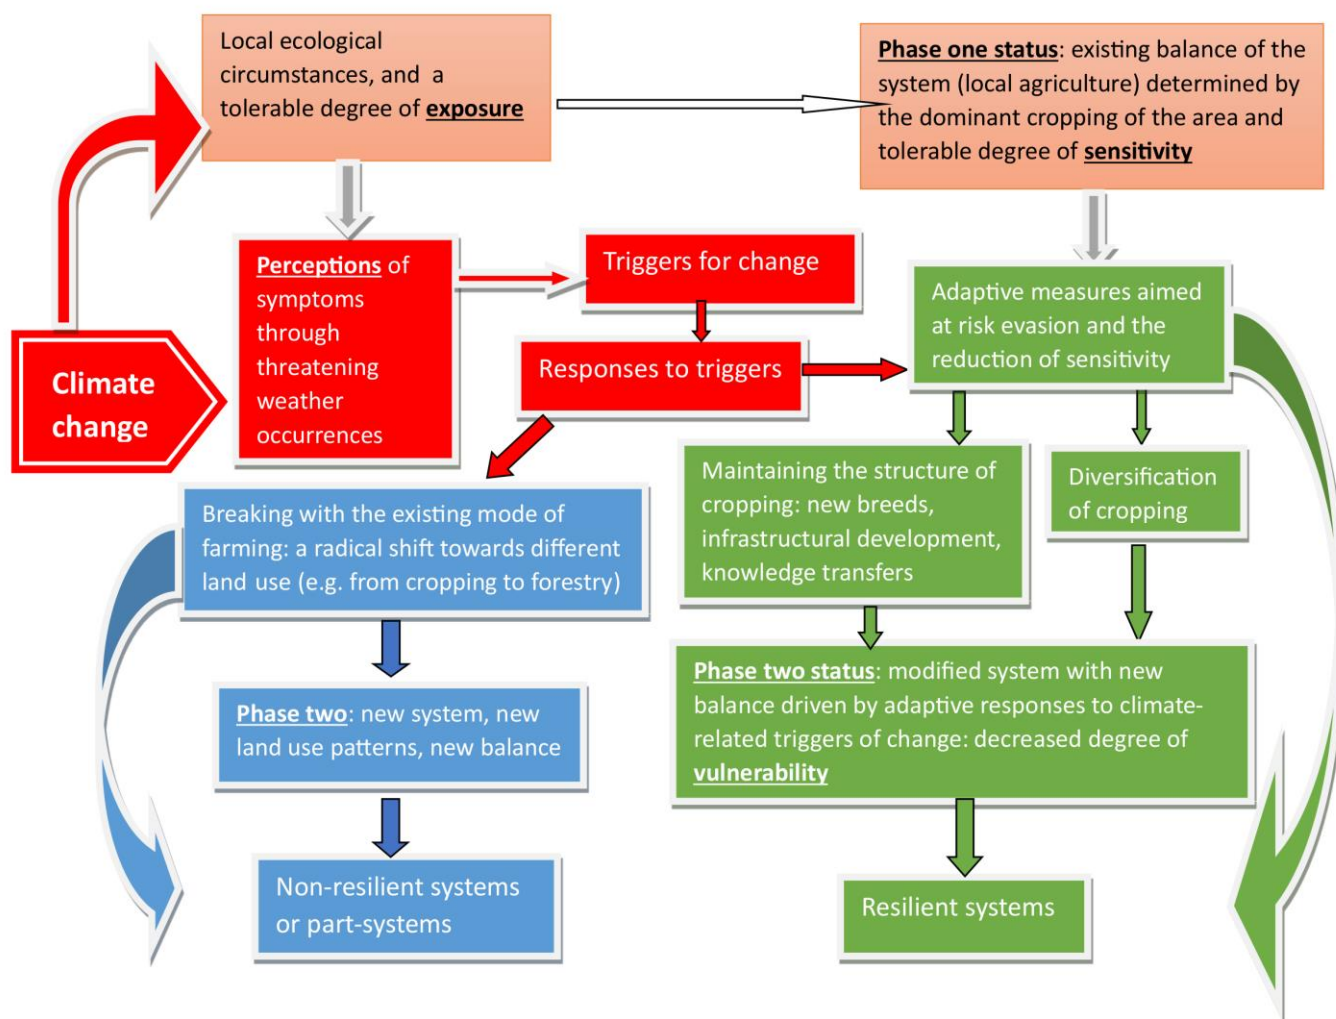 Local ecological
circumstances, and a
tolerable degree of exposure
Phase one status: existing balance of the
system (local agriculture) determined by
the dominant cropping of the area and
tolerable degree of sensitivity
Climate
change
Perceptions of
symptoms
through
threatening
weather
occurrences
Triggers for change
Responses to triggers
Adaptive measures aimed
at risk evasion and the
reduction of sensitivity
Maintaining the structure of
cropping: new breeds,
infrastructural development,
knowledge transfers
Diversification
of cropping
Breaking with the existing mode of
farming: a radical shift towards different
land use (e.g. from cropping to forestry)
Phase two: new system, new
land use patterns, new balance
Phase two status: modified system with new
balance driven by adaptive responses to climate-
related triggers of change: decreased degree of
vulnerability
Non-resilient systems
or part-systems
Resilient systems